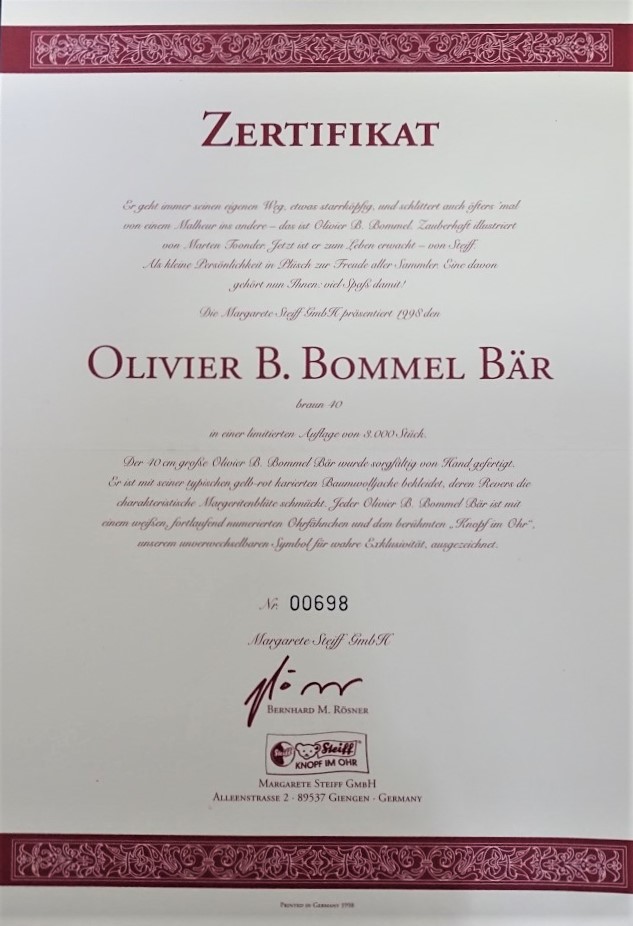 ZERTIFIKAT
Er geht immer seinen eigenen Weg, etwas starrköpfig, und schlittert auch öfters 'mal
von einem Malheur ins andere – das ist Olivier B. Bommel. Zauberhaft illustriert
von Marten Toonder. Jetzt ist er zum Leben erwacht – von Steiff.
Als kleine Persönlichkeit in Plüsch zur Freude aller Sammler. Eine davon
gehört nun Ihnen: viel Spaß damit!
Die Margarete Steiff GmbH präsentiert 1998 den
OLIVIER B. BOMMEL BÄR
braun 40
in einer limitierten Auflage von 3.000 Stück.
Der 40 cm große Olivier B. Bommel Bär wurde sorgfältig von Hand gefertigt.
Er ist mit seiner typischen gelb-rot karierten Baumwolljacke bekleidet, deren Revers die
charakteristische Margeritenblüte schmückt. Jeder Olivier B. Bommel Bär ist mit
einem weißen, fortlaufend numerierten Ohrfähnchen und dem berühmten „Knopf im Ohr“,
unserem unverwechselbaren Symbol für wahre Exklusivität, ausgezeichnet.
Nr. 00698
Margarete Steiff GmbH
BERNHARD M. RÖSNER
Steiff Steiff
KNOPF IM OHR
MARGARETE STEIFF GMBH
ALLEENSTRASSE 2 · 89537 GIENGEN · GERMANY
PRINTED IN GERMANY 1998